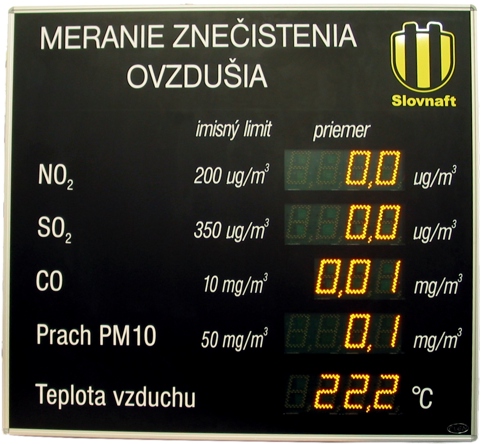 MERANIE ZNEČISTENIA
OVZDUŠIA
Slovnaft
imisný limit priemer
NO₂ 200 ug/m³ 0,0 ug/m³
SO₂ 350 ug/m³ 0,0 ug/m³
CO 10 mg/m³ 0,01 mg/m³
Prach PM10 50 mg/m³ 0,1 mg/m³
Teplota vzduchu 22,2 °C